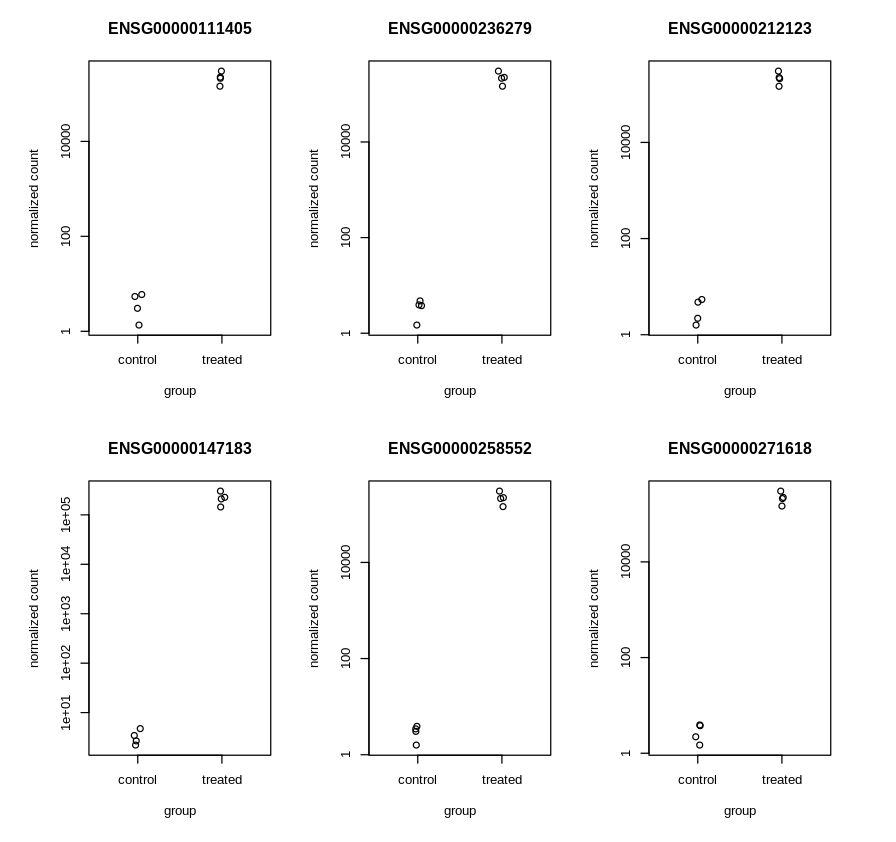 ENSG00000111405
normalized count
10000
100
1
control treated
group
ENSG00000236279
normalized count
10000
100
1
control treated
group
ENSG00000212123
normalized count
10000
100
1
control treated
group
ENSG00000147183
normalized count
1e+05
1e+04
1e+03
1e+02
1e+01
control treated
group
ENSG00000258552
normalized count
10000
100
1
control treated
group
ENSG00000271618
normalized count
10000
100
1
control treated
group